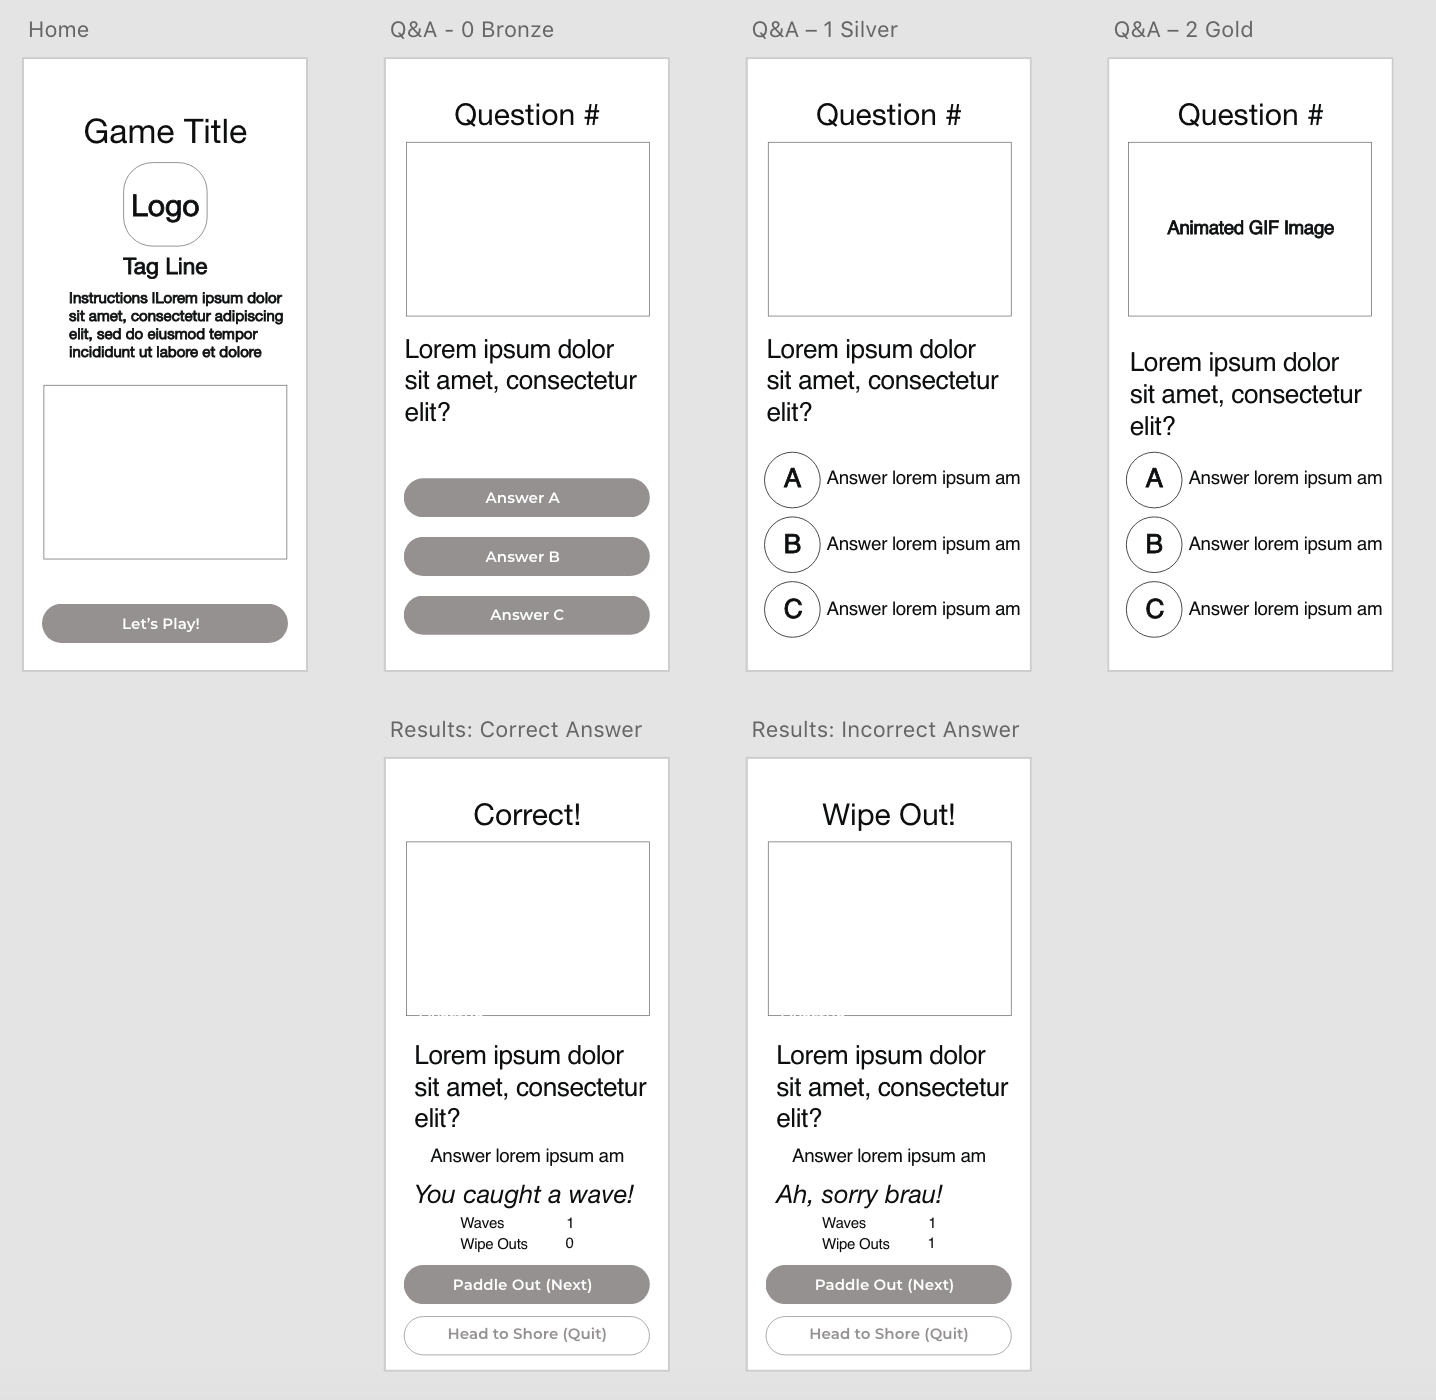 Home
Game Title
Logo
Tag Line
Instructions lLorem ipsum dolor
sit amet, consectetur adipiscing
elit, sed do eiusmod tempor
incididunt ut labore et dolore
Let's Play!
Q&A - 0 Bronze
Question #
Lorem ipsum dolor
sit amet, consectetur
elit?
Answer A
Answer B
Answer C
Q&A – 1 Silver
Question #
Lorem ipsum dolor
sit amet, consectetur
elit?
A Answer lorem ipsum am
B Answer lorem ipsum am
C Answer lorem ipsum am
Q&A – 2 Gold
Question #
Animated GIF Image
Lorem ipsum dolor
sit amet, consectetur
elit?
A Answer lorem ipsum am
B Answer lorem ipsum am
C Answer lorem ipsum am
Results: Correct Answer
Correct!
Lorem ipsum dolor
sit amet, consectetur
elit?
Answer lorem ipsum am
You caught a wave!
Waves 1
Wipe Outs 0
Paddle Out (Next)
Head to Shore (Quit)
Results: Incorrect Answer
Wipe Out!
Lorem ipsum dolor
sit amet, consectetur
elit?
Answer lorem ipsum am
Ah, sorry brau!
Waves 1
Wipe Outs 1
Paddle Out (Next)
Head to Shore (Quit)